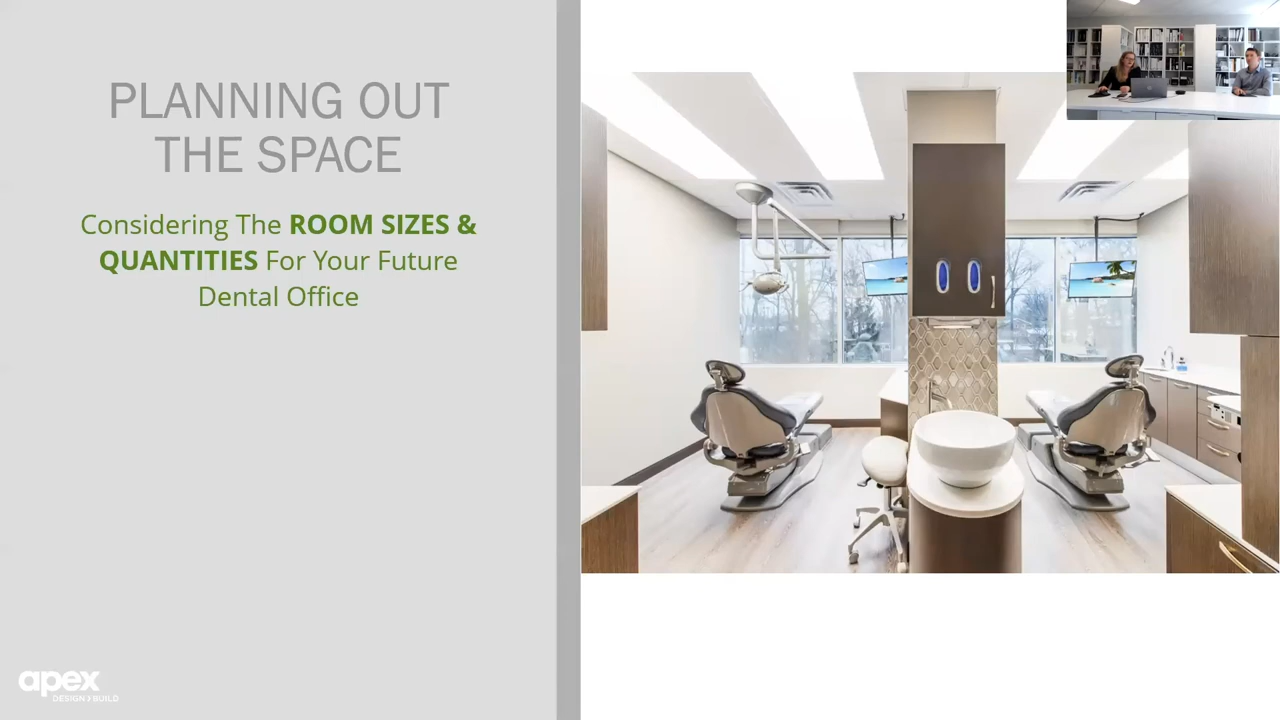 PLANNING OUT
THE SPACE
Considering The ROOM SIZES &
QUANTITIES For Your Future
Dental Office
apex
DESIGN > BUILD